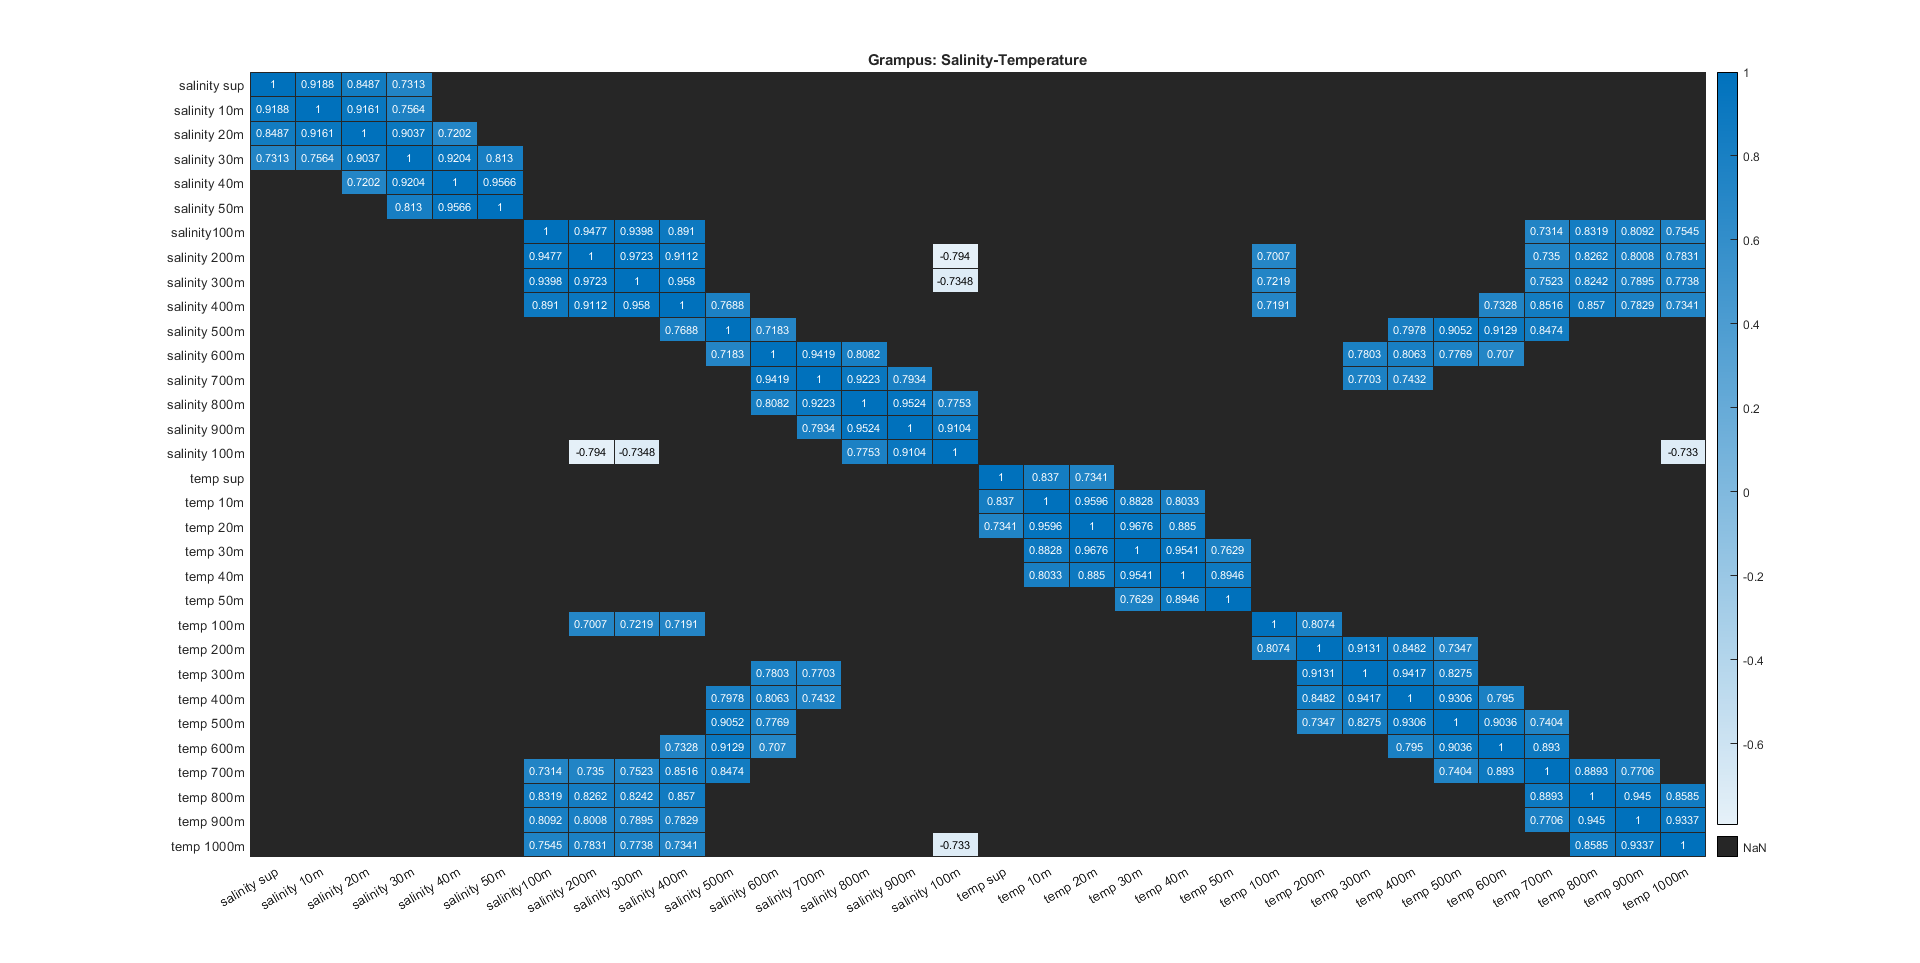 Grampus: Salinity-Temperature
salinity sup 1 0.9188 0.8487 0.7313 1
salinity 10m 0.9188 1 0.9161 0.7564
salinity 20m 0.8487 0.9161 1 0.9037 0.7202
salinity 30m 0.7313 0.7564 0.9037 1 0.9204 0.813 0.8
salinity 40m 0.7202 0.9204 1 0.9566
salinity 50m 0.813 0.9566 1
salinity100m 1 0.9477 0.9398 0.891 0.7314 0.8319 0.8092 0.7545 0.6
salinity 200m 0.9477 1 0.9723 0.9112 -0.794 0.7007 0.735 0.8262 0.8008 0.7831
salinity 300m 0.9398 0.9723 1 0.958 -0.7348 0.7219 0.7523 0.8242 0.7895 0.7738
salinity 400m 0.891 0.9112 0.958 1 0.7688 0.7191 0.7328 0.8516 0.857 0.7829 0.7341
salinity 500m 0.7688 1 0.7183 0.7978 0.9052 0.9129 0.8474 0.4
salinity 600m 0.7183 1 0.9419 0.8082 0.7803 0.8063 0.7769 0.707
salinity 700m 0.9419 1 0.9223 0.7934 0.7703 0.7432
salinity 800m 0.8082 0.9223 1 0.9524 0.7753 0.2
salinity 900m 0.7934 0.9524 1 0.9104
salinity 100m -0.794 -0.7348 0.7753 0.9104 1 -0.733
temp sup 1 0.837 0.7341
temp 10m 0.837 1 0.9596 0.8828 0.8033 0
temp 20m 0.7341 0.9596 1 0.9676 0.885
temp 30m 0.8828 0.9676 1 0.9541 0.7629
temp 40m 0.8033 0.885 0.9541 1 0.8946 -0.2
temp 50m 0.7629 0.8946 1
temp 100m 0.7007 0.7219 0.7191 1 0.8074
temp 200m 0.8074 1 0.9131 0.8482 0.7347
temp 300m 0.7803 0.7703 0.9131 1 0.9417 0.8275 -0.4
temp 400m 0.7978 0.8063 0.7432 0.8482 0.9417 1 0.9306 0.795
temp 500m 0.9052 0.7769 0.7347 0.8275 0.9306 1 0.9036 0.7404
temp 600m 0.7328 0.9129 0.707 0.795 0.9036 1 0.893 -0.6
temp 700m 0.7314 0.735 0.7523 0.8516 0.8474 0.7404 0.893 1 0.8893 0.7706
temp 800m 0.8319 0.8262 0.8242 0.857 0.8893 1 0.945 0.8585
temp 900m 0.8092 0.8008 0.7895 0.7829 0.7706 0.945 1 0.9337
temp 1000m 0.7545 0.7831 0.7738 0.7341 -0.733 0.8585 0.9337 1 NaN
salinity sup salinity 10m salinity 20m salinity 30m salinity 40m salinity 50m salinity100m salinity 200m salinity 300m salinity 400m salinity 500m salinity 600m salinity 700m salinity 800m salinity 900m salinity 100m temp sup temp 10m temp 20m temp 30m temp 40m temp 50m temp 100m temp 200m temp 300m temp 400m temp 500m temp 600m temp 700m temp 800m temp 900m temp 1000m